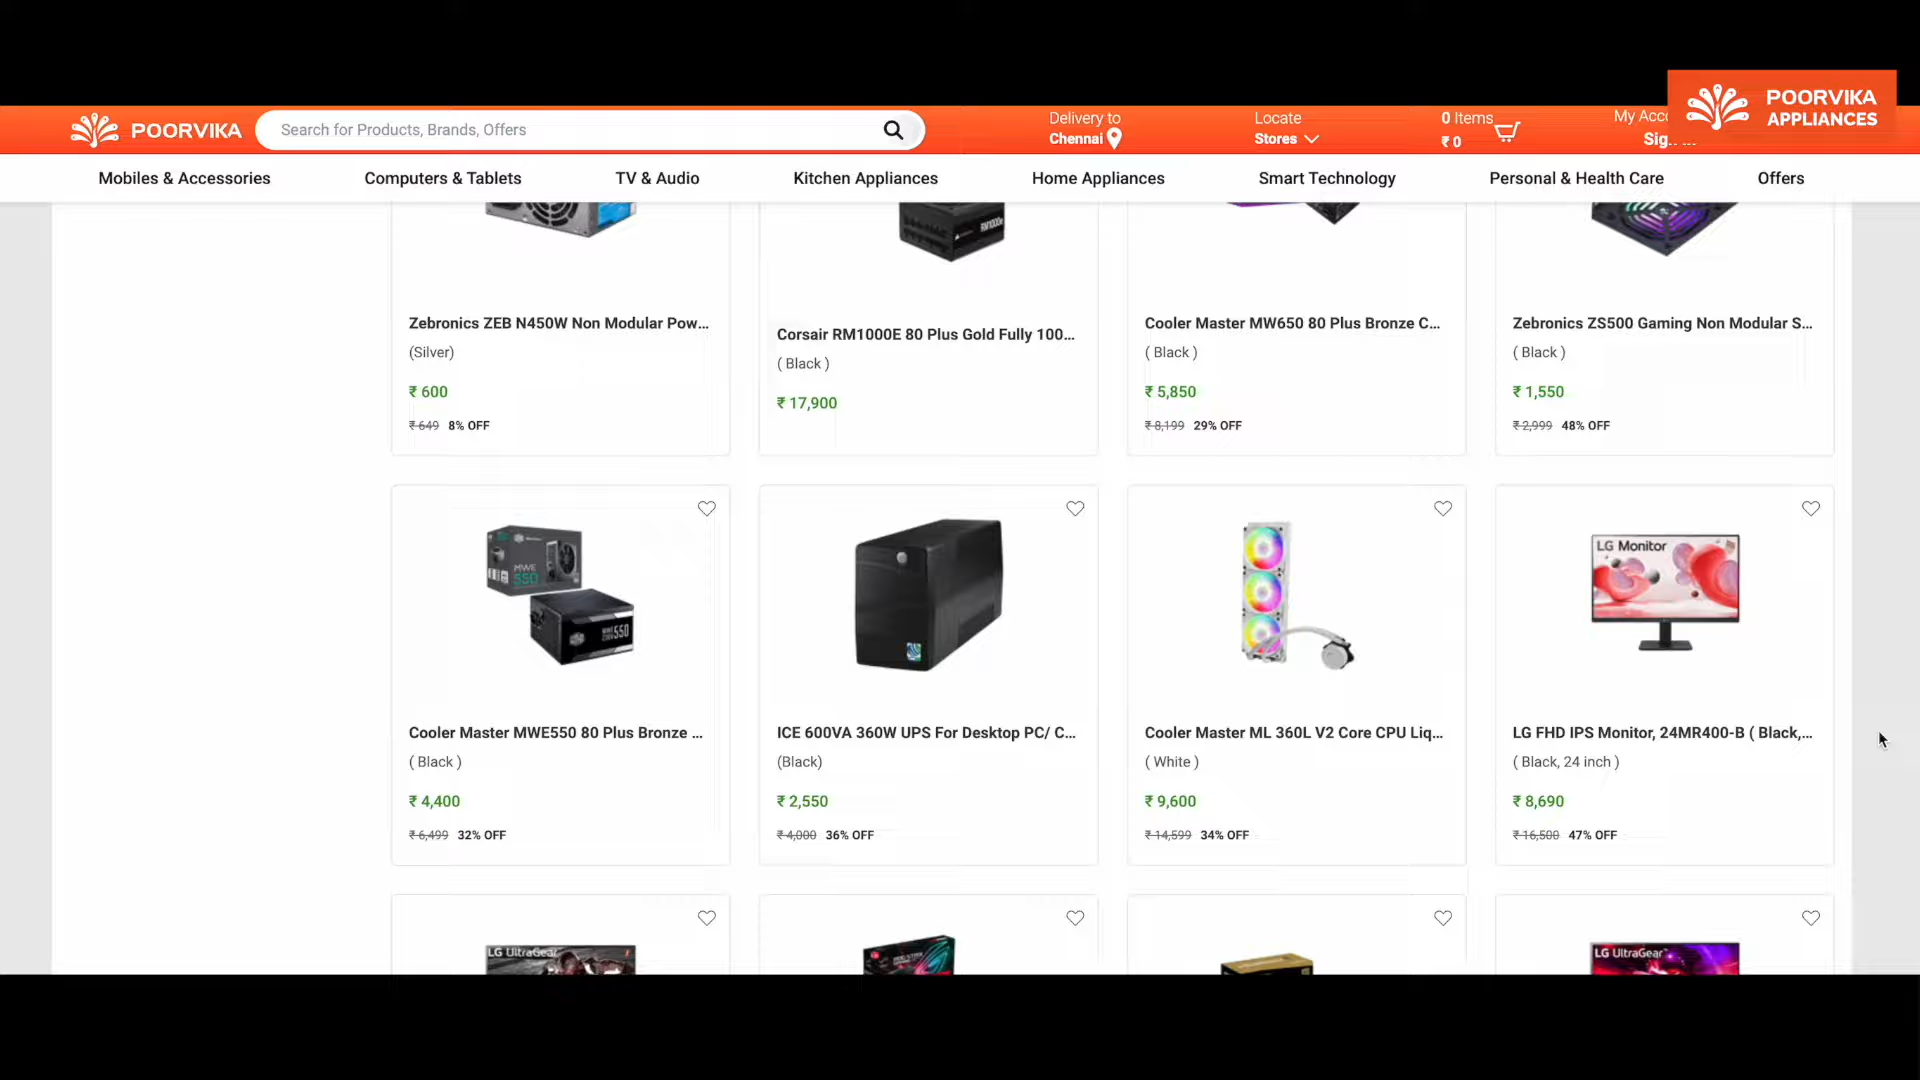 POORVIKA
Search for Products, Brands, Offers
Delivery to
Chennai
Locate
Stores
0 Items
₹ 0
My Acco
Sig
POORVIKA
APPLIANCES
Mobiles & Accessories
Computers & Tablets
TV & Audio
Kitchen Appliances
Home Appliances
Smart Technology
Personal & Health Care
Offers
RM1000e
Zebronics ZEB N450W Non Modular Pow...
(Silver)
₹ 600
₹ 649 8% OFF
Corsair RM1000E 80 Plus Gold Fully 100...
( Black )
₹ 17,900
Cooler Master MW650 80 Plus Bronze C...
( Black )
₹ 5,850
₹ 8,199 29% OFF
Zebronics ZS500 Gaming Non Modular S...
( Black )
₹ 1,550
₹ 2,999 48% OFF
MWE
550
550
Cooler Master MWE550 80 Plus Bronze ...
( Black )
₹ 4,400
₹ 6,499 32% OFF
ICE 600VA 360W UPS For Desktop PC/ C...
(Black)
₹ 2,550
₹ 4,000 36% OFF
Cooler Master ML 360L V2 Core CPU Liq...
( White )
₹ 9,600
₹ 14,599 34% OFF
LG Monitor
LG FHD IPS Monitor, 24MR400-B ( Black,...
( Black, 24 inch )
₹ 8,690
₹ 16,500 47% OFF
LG UltraGear
LG UltraGear